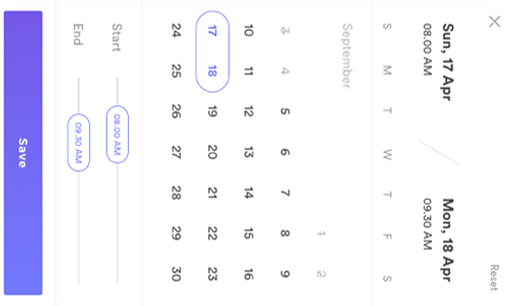 Reset
Sun, 17 Apr Mon, 18 Apr
08.00 AM 09.30 AM
S M T W T F S
September
1 2
3 4 5 6 7 8 9
10 11 12 13 14 15 16
17 18 19 20 21 22 23
24 25 26 27 28 29 30
Start 08:00 AM
End 09:30 AM
Save